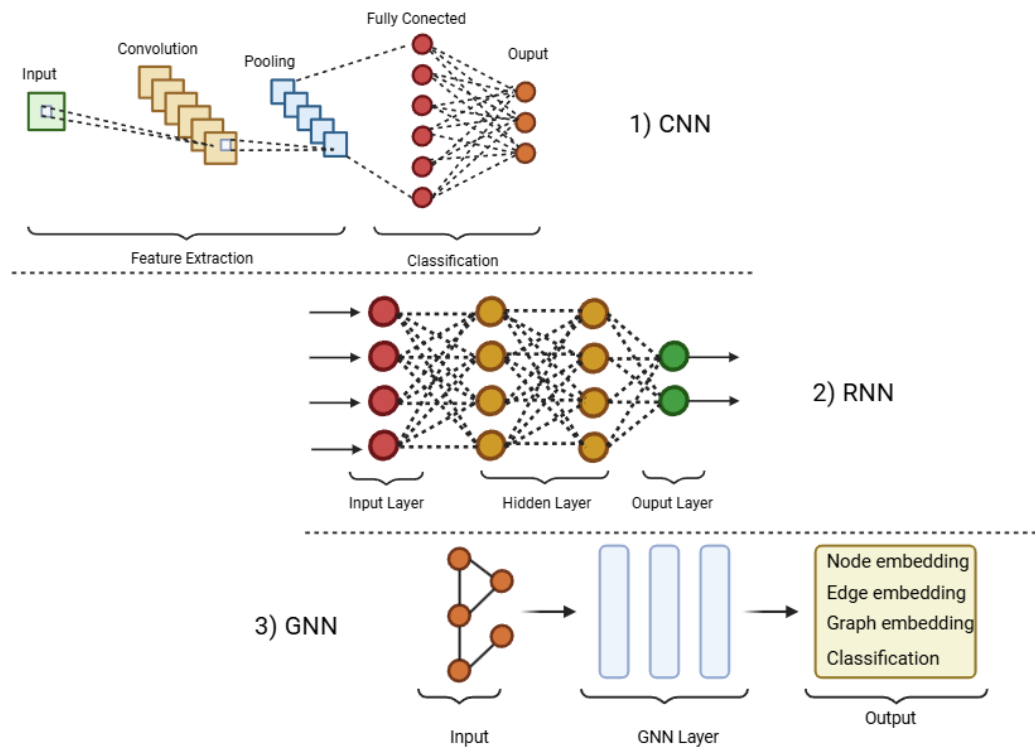 Fully Conected
Convolution
Ouput
Pooling
Input
1) CNN
Feature Extraction
Classification
2) RNN
Input Layer
Hidden Layer
Ouput Layer
Node embedding
Edge embedding
Graph embedding
Classification
3) GNN
Input
GNN Layer
Output